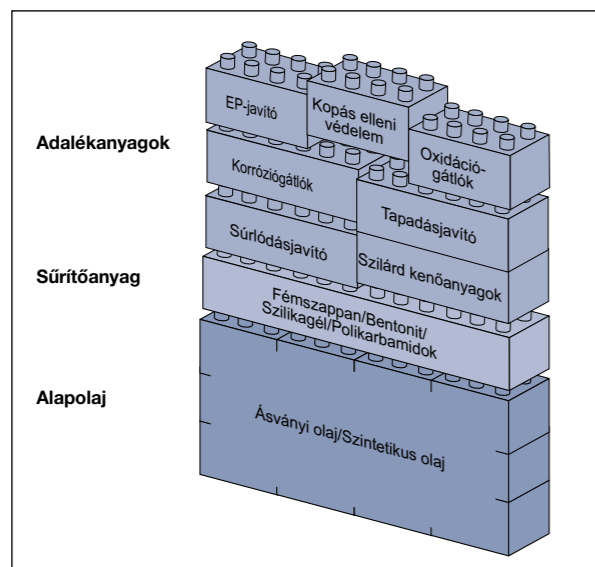 Adalékanyagok
EP-javító
Kopás elleni
védelem
Oxidáció-
gátlók
Korróziógátlók
Tapadásjavító
Súrlódásjavító
Szilárd kenőanyagok
Sűrítőanyag
Fémszappan/Bentonit/
Szilikagél/Polikarbamidok
Alapolaj
Ásványi olaj/Szintetikus olaj